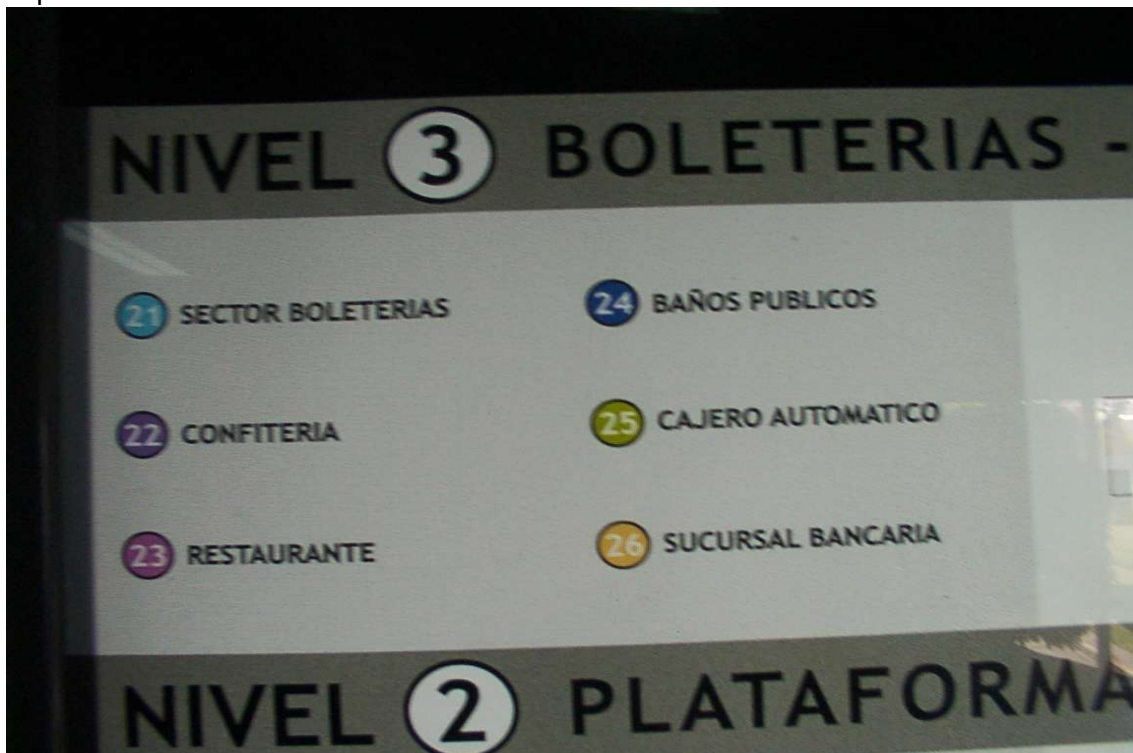 NIVEL 3 BOLETERIAS -
21 SECTOR BOLETERIAS
22 CONFITERIA
23 RESTAURANTE
24 BAÑOS PUBLICOS
25 CAJERO AUTOMATICO
26 SUCURSAL BANCARIA
NIVEL 2 PLATAFORMA